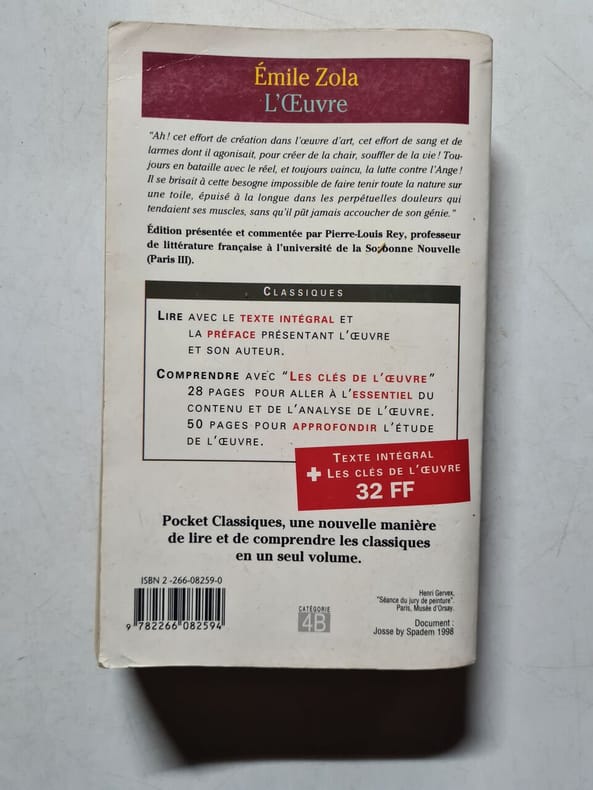 Émile Zola
L'Œuvre
"Ah! cet effort de création dans l'œuvre d'art, cet effort de sang et de
larmes dont il agonisait, pour créer de la chair, souffler de la vie! Tou-
jours en bataille avec le réel, et toujours vaincu, la lutte contre l'Ange!
Il se brisait à cette besogne impossible de faire tenir toute la nature sur
une toile, épuisé à la longue dans les perpétuelles douleurs qui
tendaient ses muscles, sans qu'il pût jamais accoucher de son génie."
Édition présentée et commentée par Pierre-Louis Rey, professeur
de littérature française à l'université de la Sorbonne Nouvelle
(Paris III).
CLASSIQUES
LIRE AVEC LE TEXTE INTÉGRAL ET
LA PRÉFACE PRÉSENTANT L'ŒUVRE
ET SON AUTEUR.
COMPRENDRE AVEC "LES CLÉS DE L'ŒUVRE"
28 PAGES POUR ALLER À L'ESSENTIEL DU
CONTENU ET DE L'ANALYSE DE L'ŒUVRE.
50 PAGES POUR APPROFONDIR L'ÉTUDE
DE L'ŒUVRE.
TEXTE INTÉGRAL
+ LES CLÉS DE L'ŒUVRE
32 FF
Pocket Classiques, une nouvelle manière
de lire et de comprendre les classiques
en un seul volume.
ISBN 2 -266-08259-0
9 782266 082594
CATÉGORIE
4B
Henri Gervex,
"Séance du jury de peinture".
Paris, Musée d'Orsay.
Document :
Josse by Spadem 1998